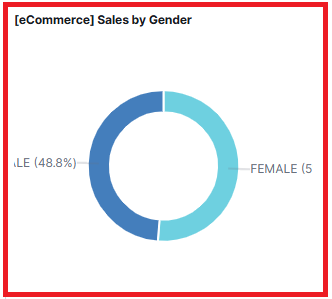 [eCommerce] Sales by Gender
ALE (48.8%)
FEMALE (5